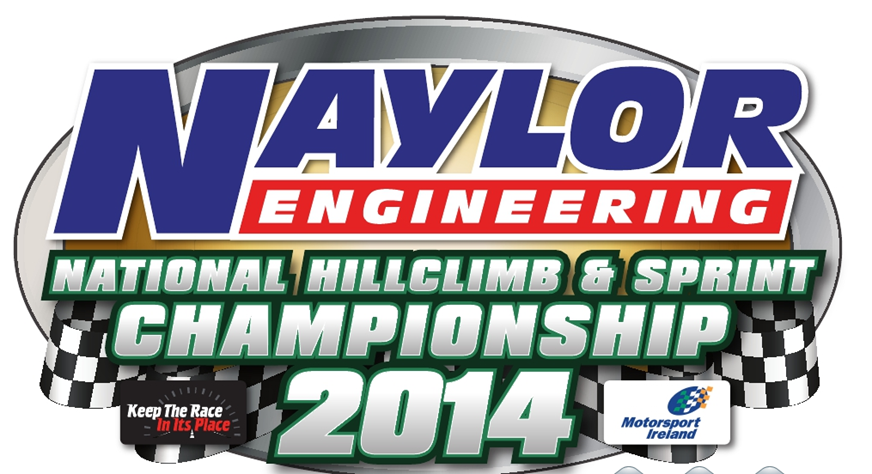 NAYLOR
ENGINEERING
NATIONAL HILLCLIMB & SPRINT
CHAMPIONSHIP
2014
Keep The Race
In Its Place
Motorsport
Ireland